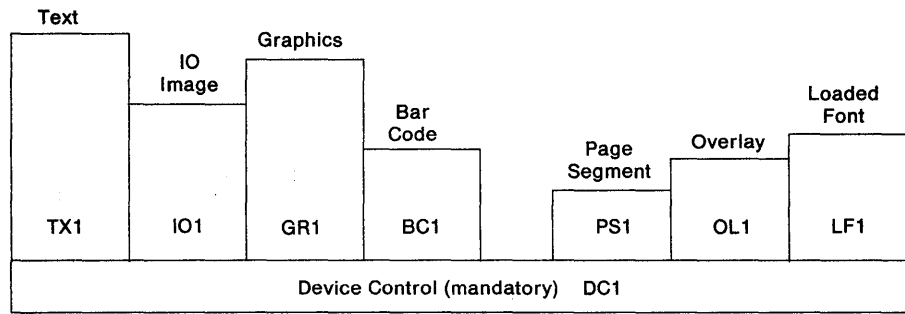 Text
IO
Image
Graphics
Bar
Code
Page
Segment
Overlay
Loaded
Font
TX1
IO1
GR1
BC1
PS1
OL1
LF1
Device Control (mandatory) DC1